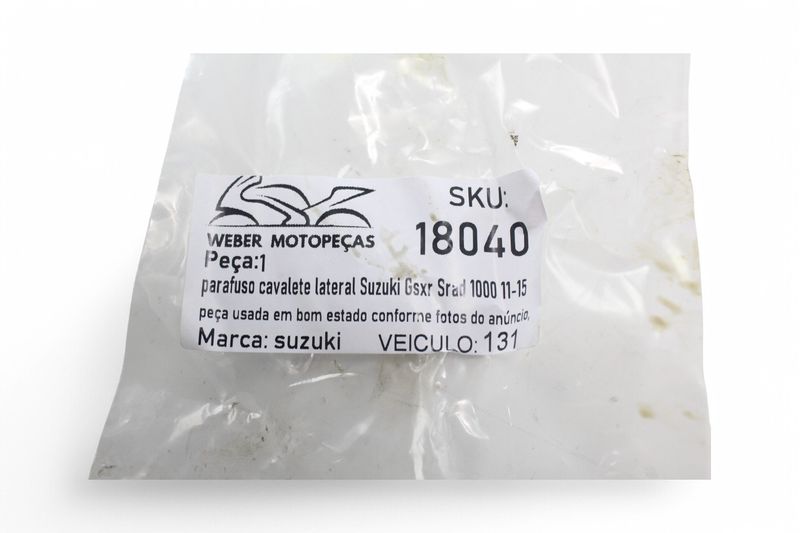 SKU:
WEBER MOTOPEÇAS 18040
Peça:1
parafuso cavalete lateral Suzuki Gsxr Srad 1000 11-15
peça usada em bom estado conforme fotos do anúncio,
Marca: suzuki VEICULO: 131